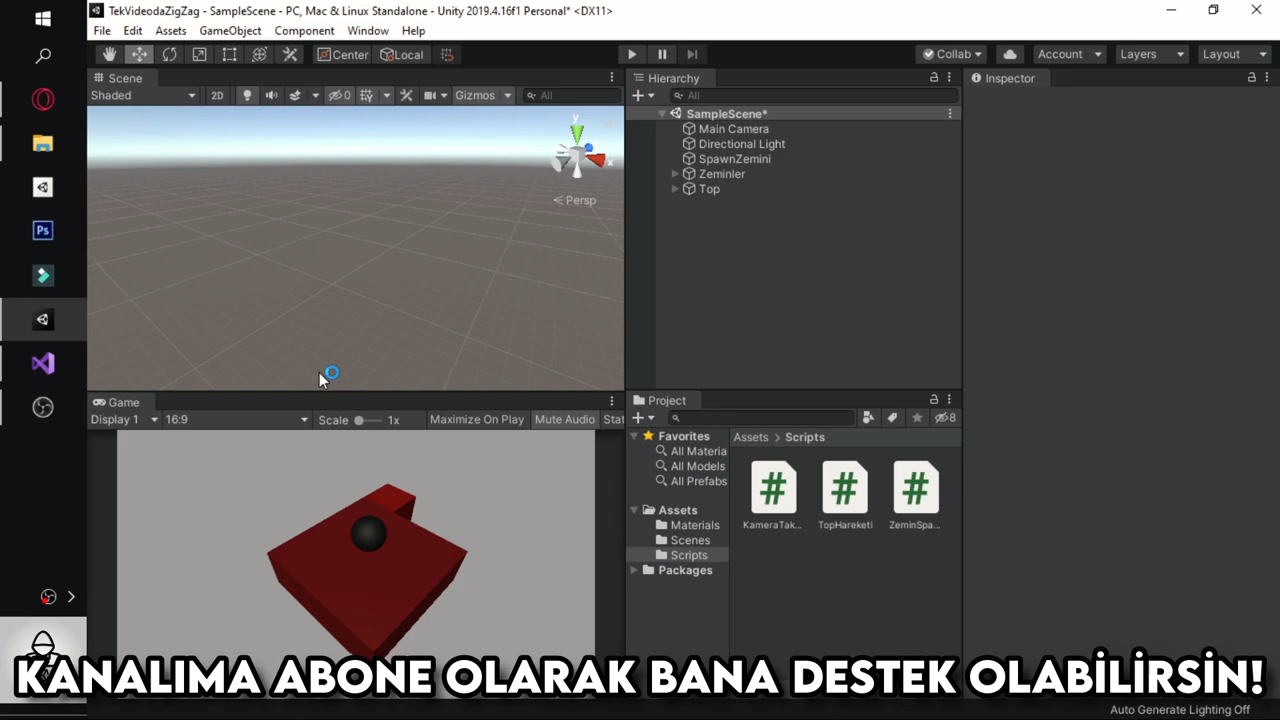 TekVideodaZigZag - SampleScene - PC, Mac & Linux Standalone - Unity 2019.4.16f1 Personal* <DX11>
File Edit Assets GameObject Component Window Help
Center Local Collab Account Layers Layout
Scene
Shaded 2D 0 Gizmos All
y
x
Persp
Hierarchy
All
SampleScene*
Main Camera
Directional Light
SpawnZemini
Zeminler
Top
Inspector
Game
Display 1 16:9 Scale 1x Maximize On Play Mute Audio Stat
Project
8
Favorites
All Materia
All Models
All Prefabs
Assets
Materials
Scenes
Scripts
Packages
Assets > Scripts
KameraTak... TopHareketi ZeminSpa...
Ps
KANALIMA ABONE OLARAK BANA DESTEK OLABİLİRSİN!
Auto Generate Lighting Off